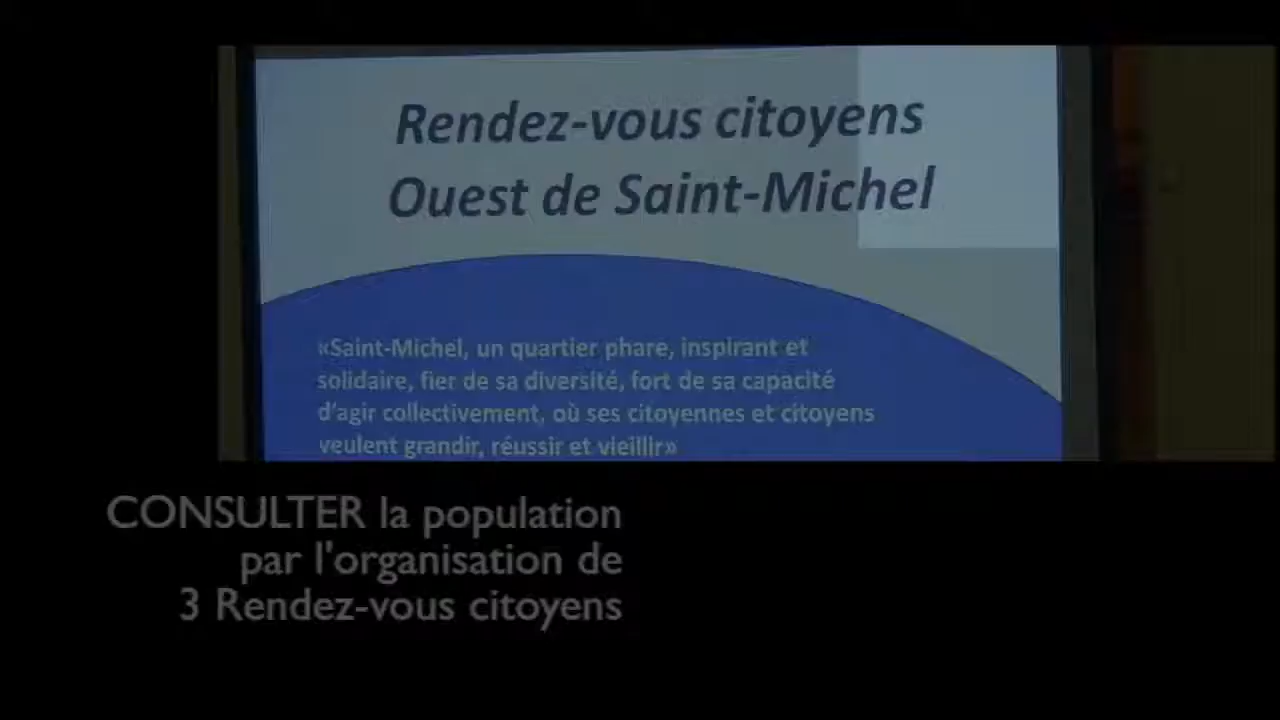 Rendez-vous citoyens
Ouest de Saint-Michel
«Saint-Michel, un quartier phare, inspirant et
solidaire, fier de sa diversité, fort de sa capacité
d'agir collectivement, où ses citoyennes et citoyens
veulent grandir, réussir et vieillir»
CONSULTER la population
par l'organisation de
3 Rendez-vous citoyens